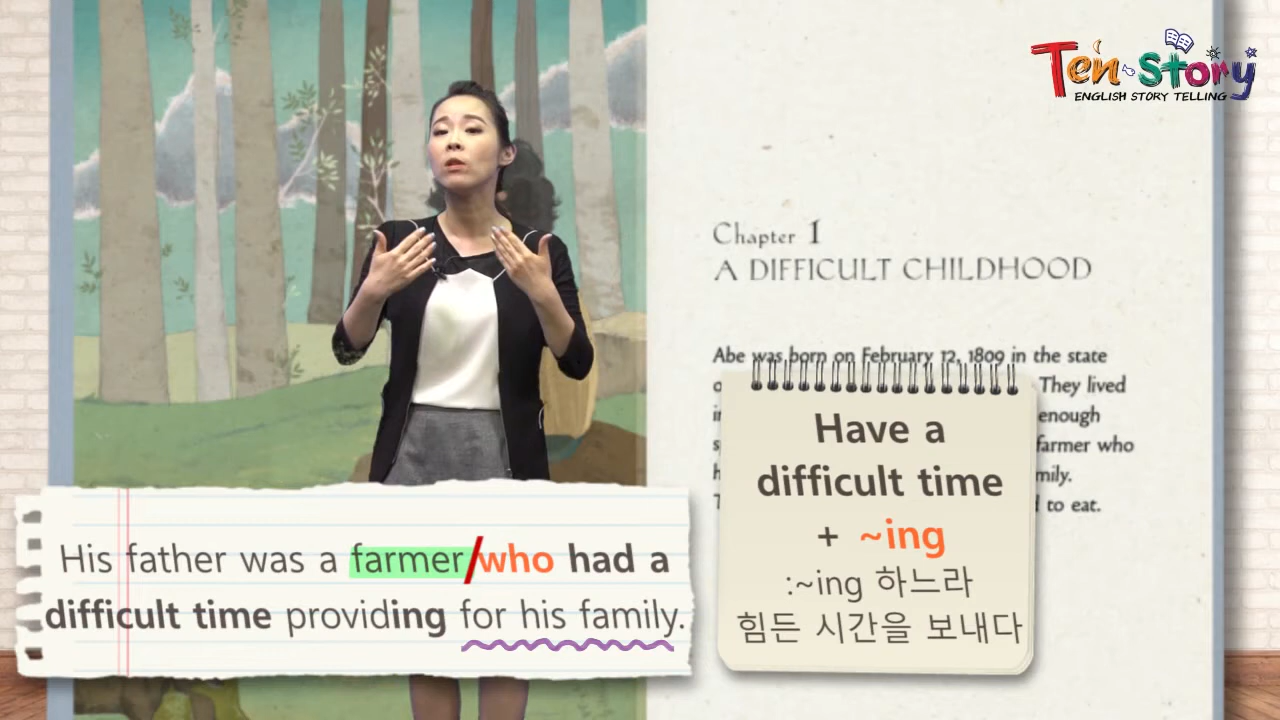 Ten Story
ENGLISH STORY TELLING
Chapter 1
A DIFFICULT CHILDHOOD
Abe was born on February 12, 1809 in the state
They lived
enough
farmer who
to eat.
Have a
difficult time
+ ~ing
:~ing 하느라
힘든 시간을 보내다
His father was a farmer/who had a
difficult time providing for his family.